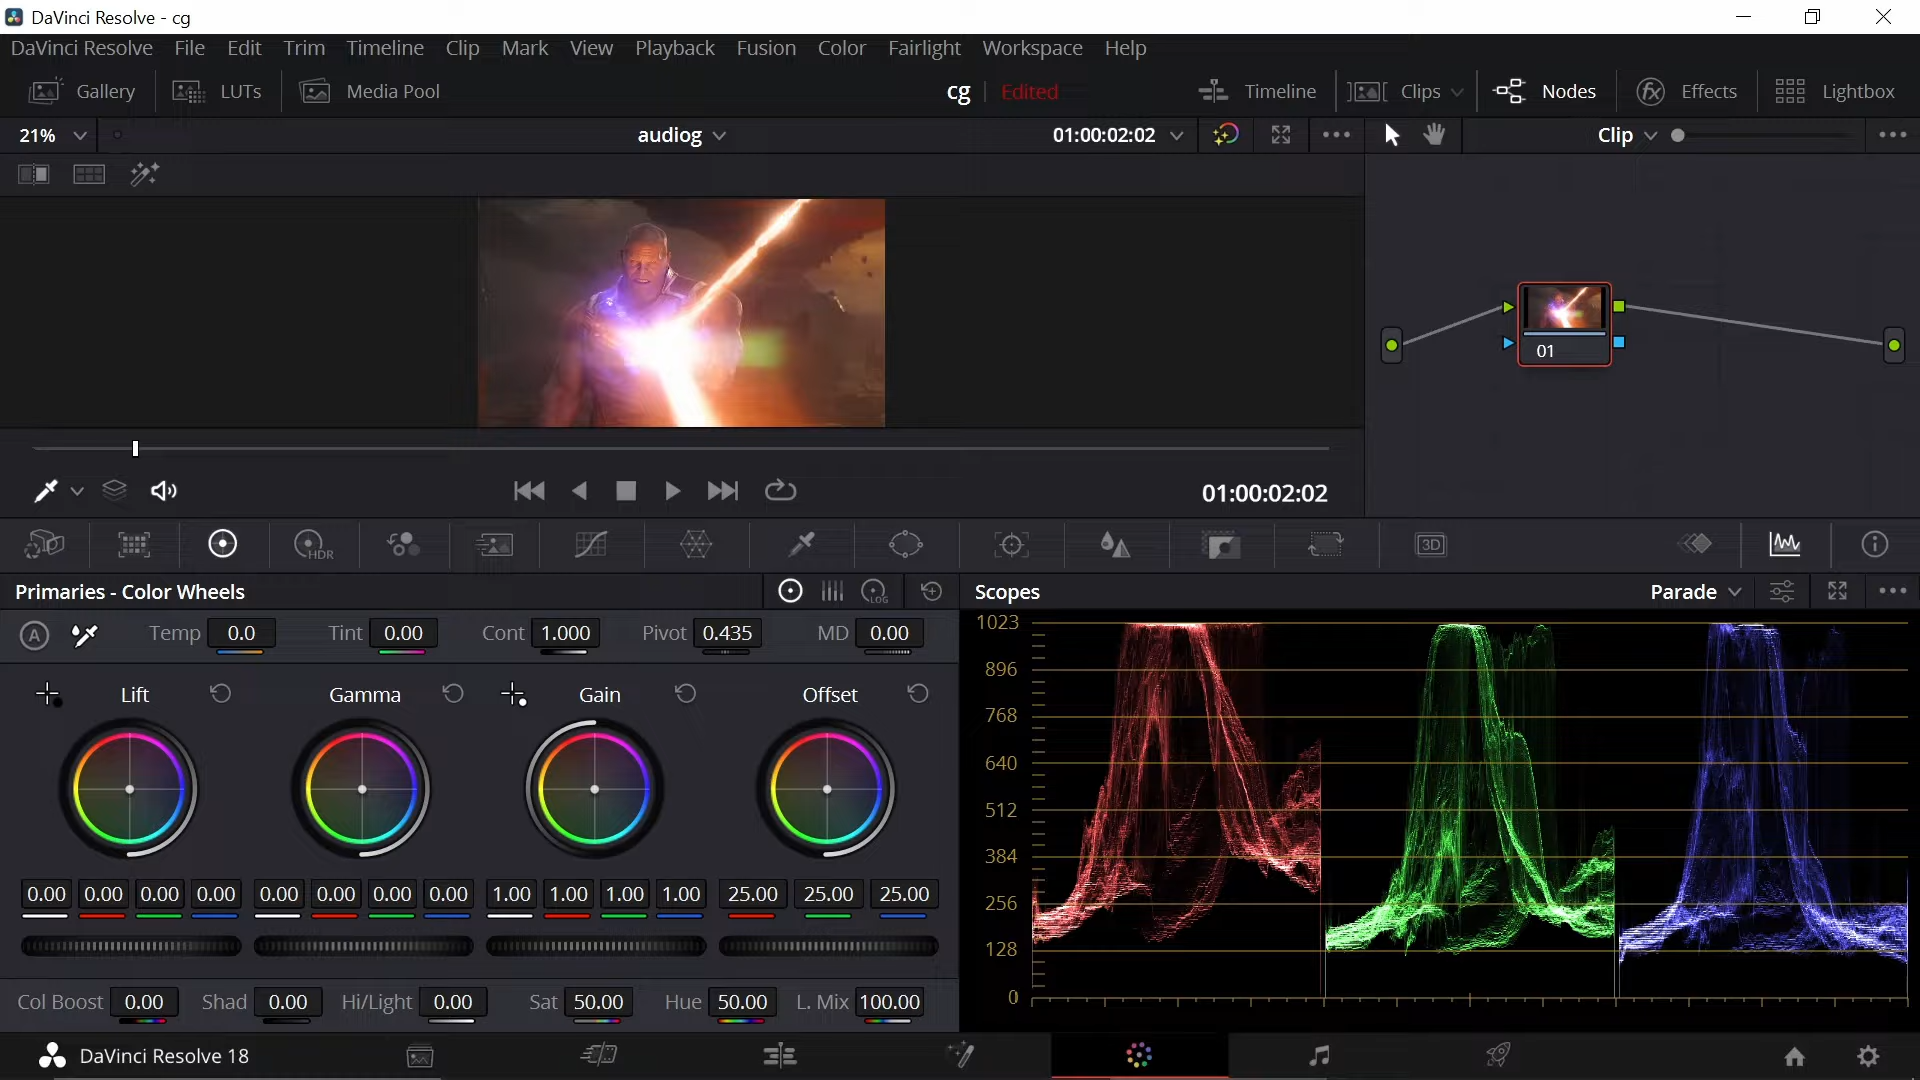 DaVinci Resolve - cg
DaVinci Resolve File Edit Trim Timeline Clip Mark View Playback Fusion Color Fairlight Workspace Help
Gallery LUTs Media Pool cg Edited Timeline Clips Nodes Effects Lightbox
21% audiog 01:00:02:02 Clip
01
01:00:02:02
HDR 3D
Primaries - Color Wheels LOG Scopes Parade
A Temp 0.0 Tint 0.00 Cont 1.000 Pivot 0.435 MD 0.00
Lift Gamma Gain Offset
0.00 0.00 0.00 0.00 0.00 0.00 0.00 0.00 1.00 1.00 1.00 1.00 25.00 25.00 25.00
Col Boost 0.00 Shad 0.00 Hi/Light 0.00 Sat 50.00 Hue 50.00 L. Mix 100.00
1023
896
768
640
512
384
256
128
0
DaVinci Resolve 18